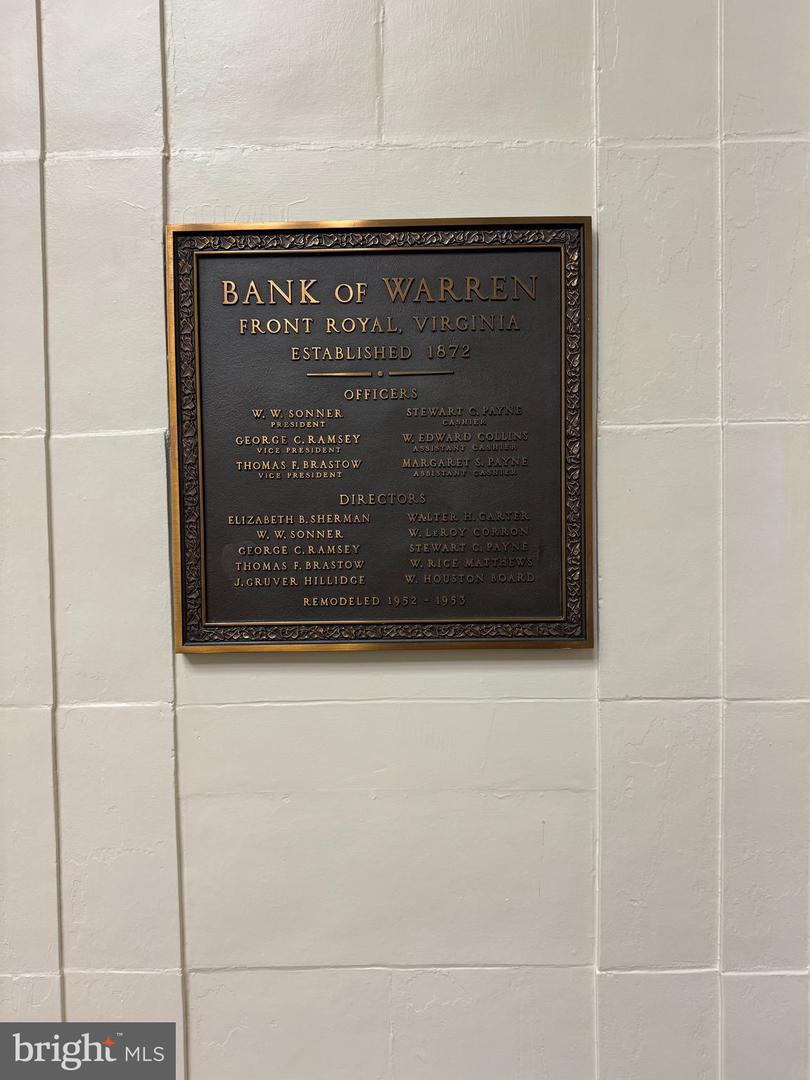 BANK OF WARREN
FRONT ROYAL, VIRGINIA
ESTABLISHED 1872
OFFICERS
W. W. SONNER
PRESIDENT
GEORGE C. RAMSEY
VICE PRESIDENT
THOMAS F. BRASTOW
VICE PRESIDENT
STEWART C. PAYNE
CASHIER
W. EDWARD COLLINS
ASSISTANT CASHIER
MARGARET S. PAYNE
ASSISTANT CASHIER
DIRECTORS
ELIZABETH B. SHERMAN
W. W. SONNER
GEORGE C. RAMSEY
THOMAS F. BRASTOW
J. GRUVER HILLIDGE
WALTER H. CARTER
W. LEROY CORRON
STEWART C. PAYNE
W. RICE MATTHEWS
W. HOUSTON BOARD
REMODELED 1952 - 1953
bright™ MLS